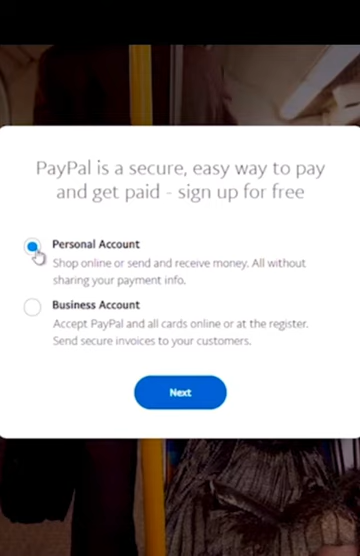 PayPal is a secure, easy way to pay
and get paid - sign up for free
Personal Account
Shop online or send and receive money. All without
sharing your payment info.
Business Account
Accept PayPal and all cards online or at the register.
Send secure invoices to your customers.
Next